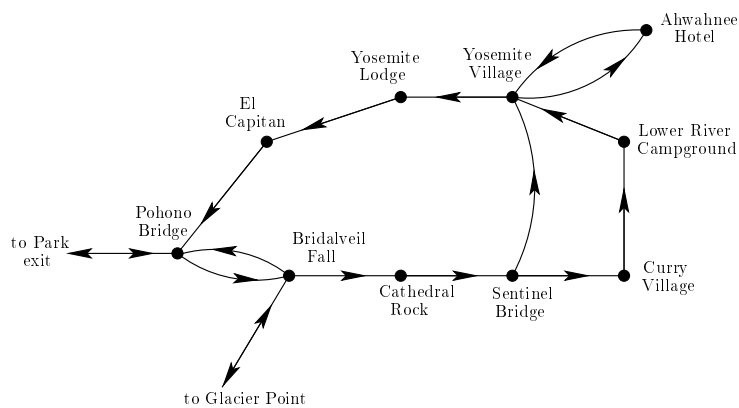 Ahwahnee
Hotel
Yosemite
Village
Yosemite
Lodge
El
Capitan
Lower River
Campground
Pohono
Bridge
to Park
exit
Bridalveil
Fall
Cathedral
Rock
Sentinel
Bridge
Curry
Village
to Glacier Point